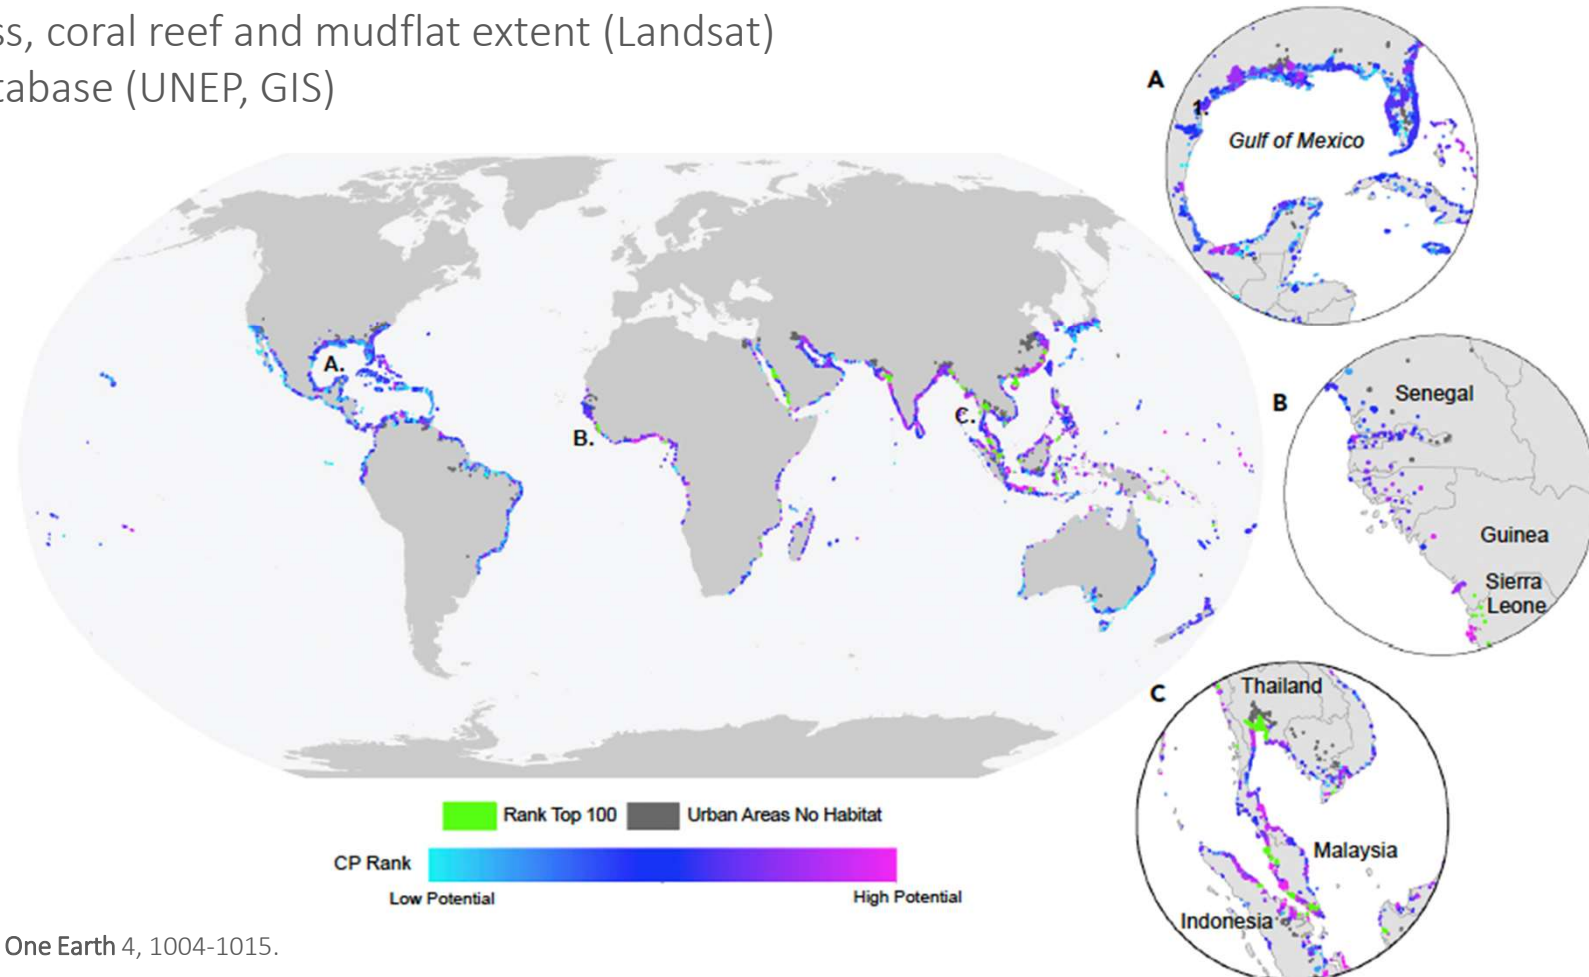 ss, coral reef and mudflat extent (Landsat)
tabase (UNEP, GIS)
A
1.
Gulf of Mexico
A.
B.
C.
B
Senegal
Guinea
Sierra
Leone
C
Thailand
Malaysia
Indonesia
Rank Top 100
Urban Areas No Habitat
CP Rank
Low Potential
High Potential
One Earth 4, 1004-1015.